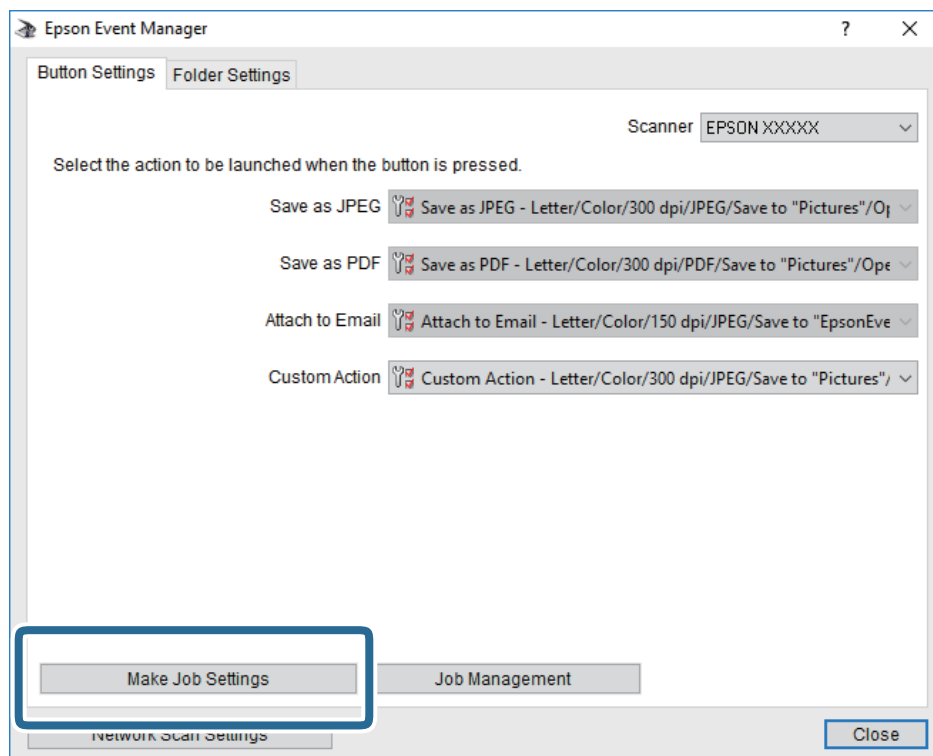 Epson Event Manager
Button Settings Folder Settings
Scanner EPSON XXXXX
Select the action to be launched when the button is pressed.
Save as JPEG Save as JPEG - Letter/Color/300 dpi/JPEG/Save to "Pictures"/Op
Save as PDF Save as PDF - Letter/Color/300 dpi/PDF/Save to "Pictures"/Ope
Attach to Email Attach to Email - Letter/Color/150 dpi/JPEG/Save to "EpsonEve
Custom Action Custom Action - Letter/Color/300 dpi/JPEG/Save to "Pictures"/
Make Job Settings Job Management
Network Scan Settings Close